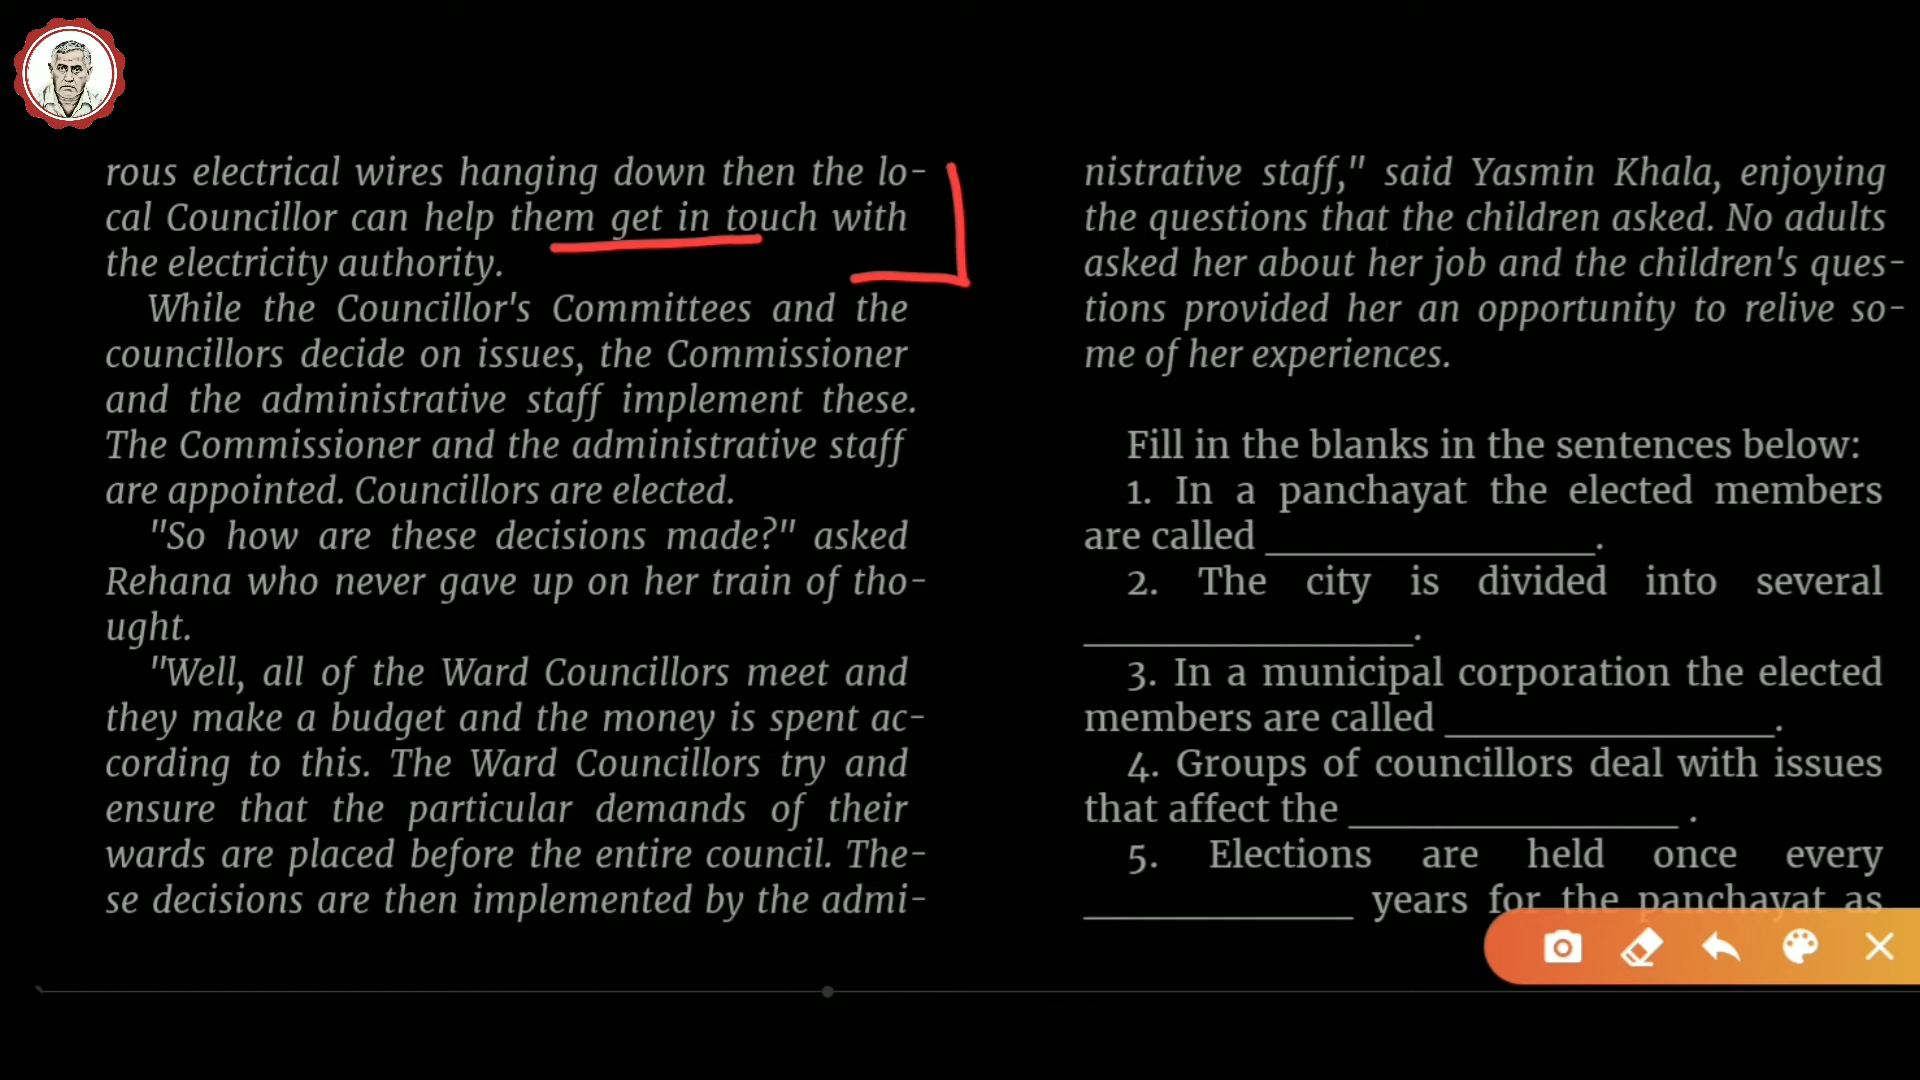 rous electrical wires hanging down then the lo-
cal Councillor can help them get in touch with
the electricity authority.
While the Councillor's Committees and the
councillors decide on issues, the Commissioner
and the administrative staff implement these.
The Commissioner and the administrative staff
are appointed. Councillors are elected.
"So how are these decisions made?" asked
Rehana who never gave up on her train of tho-
ught.
"Well, all of the Ward Councillors meet and
they make a budget and the money is spent ac-
cording to this. The Ward Councillors try and
ensure that the particular demands of their
wards are placed before the entire council. The-
se decisions are then implemented by the admi-
nistrative staff," said Yasmin Khala, enjoying
the questions that the children asked. No adults
asked her about her job and the children's ques-
tions provided her an opportunity to relive so-
me of her experiences.
Fill in the blanks in the sentences below:
1. In a panchayat the elected members
are called _______________.
2. The city is divided into several
_______________.
3. In a municipal corporation the elected
members are called _______________.
4. Groups of councillors deal with issues
that affect the _______________ .
5. Elections are held once every
____________ years for the panchayat as